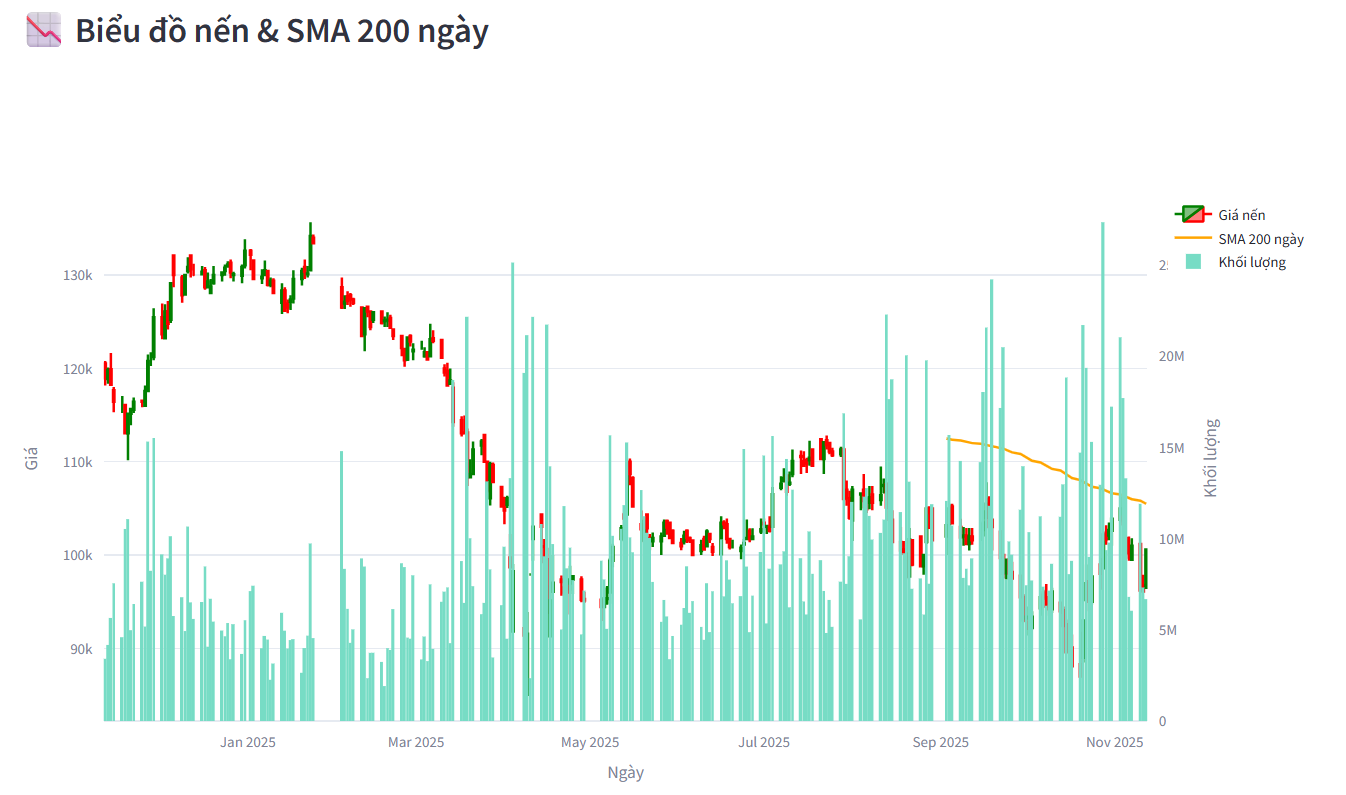 Biểu đồ nến & SMA 200 ngày
Giá nến
SMA 200 ngày
Khối lượng
130k
120k
110k
100k
90k
Giá
20M
15M
10M
5M
0
Khối lượng
Jan 2025
Mar 2025
May 2025
Jul 2025
Sep 2025
Nov 2025
Ngày